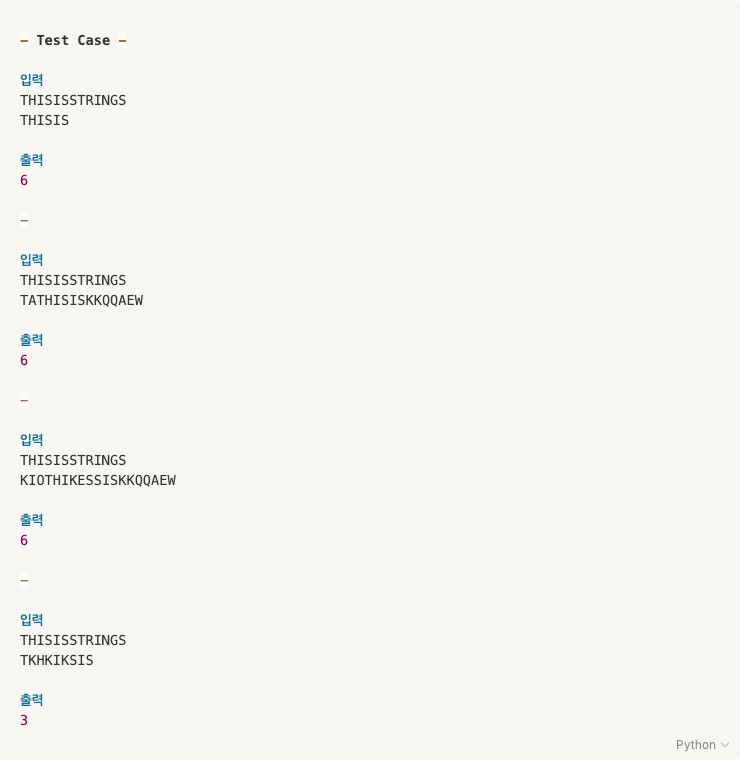 – Test Case –
입력
THISISSTRINGS
THISIS
출력
6
–
입력
THISISSTRINGS
TATHISISKKQQAEW
출력
6
–
입력
THISISSTRINGS
KIOTHIKESSISKKQQAEW
출력
6
–
입력
THISISSTRINGS
TKHKIKSIS
출력
3
Python